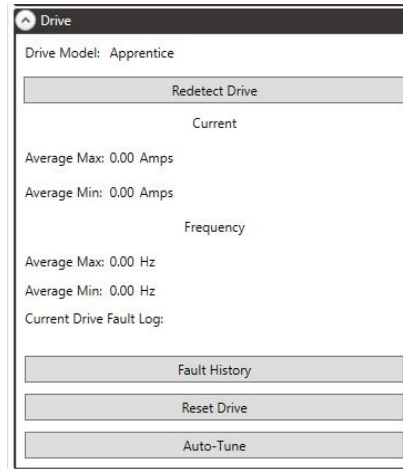 Drive
Drive Model: Apprentice
Redetect Drive
Current
Average Max: 0.00 Amps
Average Min: 0.00 Amps
Frequency
Average Max: 0.00 Hz
Average Min: 0.00 Hz
Current Drive Fault Log:
Fault History
Reset Drive
Auto-Tune